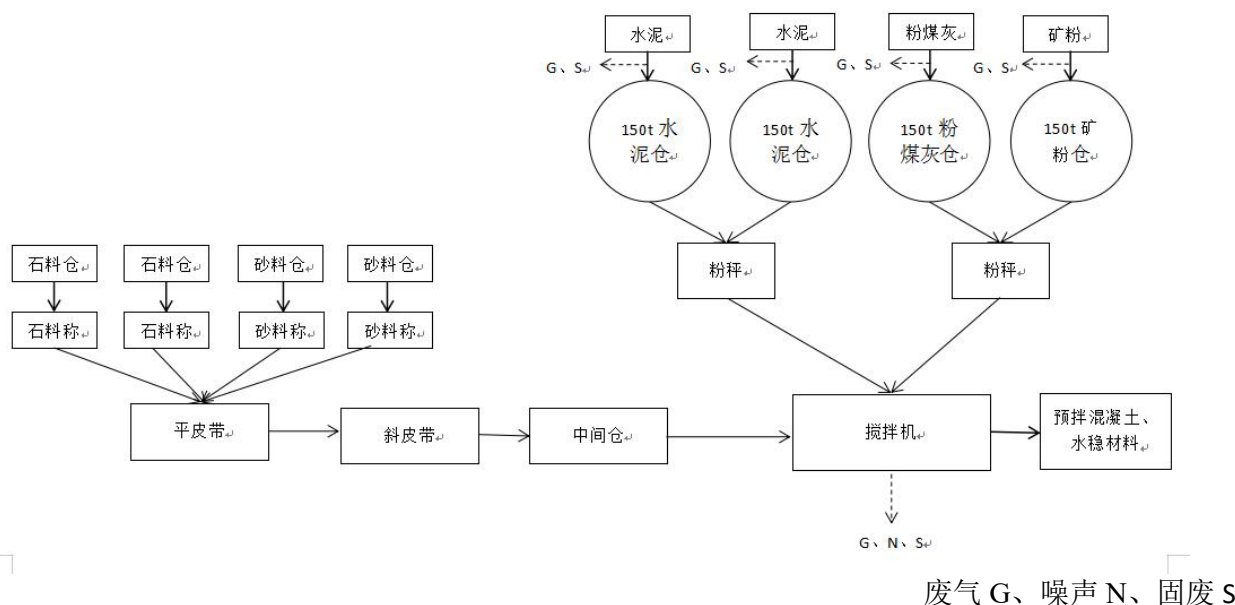 水泥
水泥
粉煤灰
矿粉
G、S
G、S
G、S
G、S
150t 水
泥仓
150t 水
泥仓
150t 粉
煤灰仓
150t 矿
粉仓
粉秤
粉秤
石料仓
石料仓
砂料仓
砂料仓
石料称
石料称
砂料称
砂料称
平皮带
斜皮带
中间仓
搅拌机
预拌混凝土、
水稳材料
G、N、S
废气 G、噪声 N、固废 S